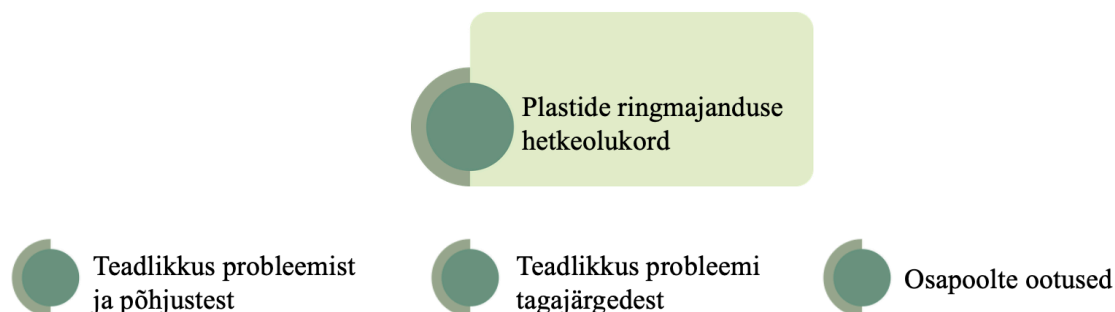 Plastide ringmajanduse
hetkeolukord
Teadlikkus probleemist
ja põhjustest
Teadlikkus probleemi
tagajärgedest
Osapoolte ootused